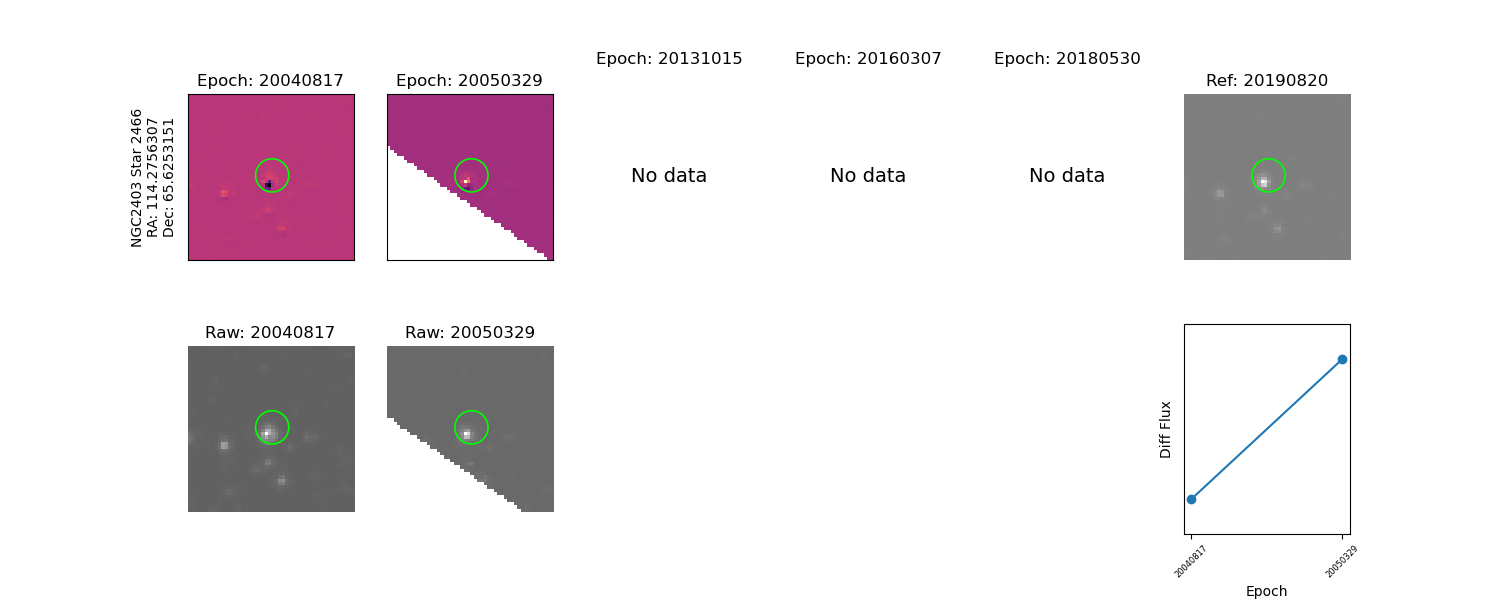 Epoch: 20040817
Epoch: 20050329
Epoch: 20131015
Epoch: 20160307
Epoch: 20180530
Ref: 20190820
NGC2403 Star 2466
RA: 114.2756307
Dec: 65.6253151
No data
No data
No data
Raw: 20040817
Raw: 20050329
Diff Flux
20040817
20050329
Epoch